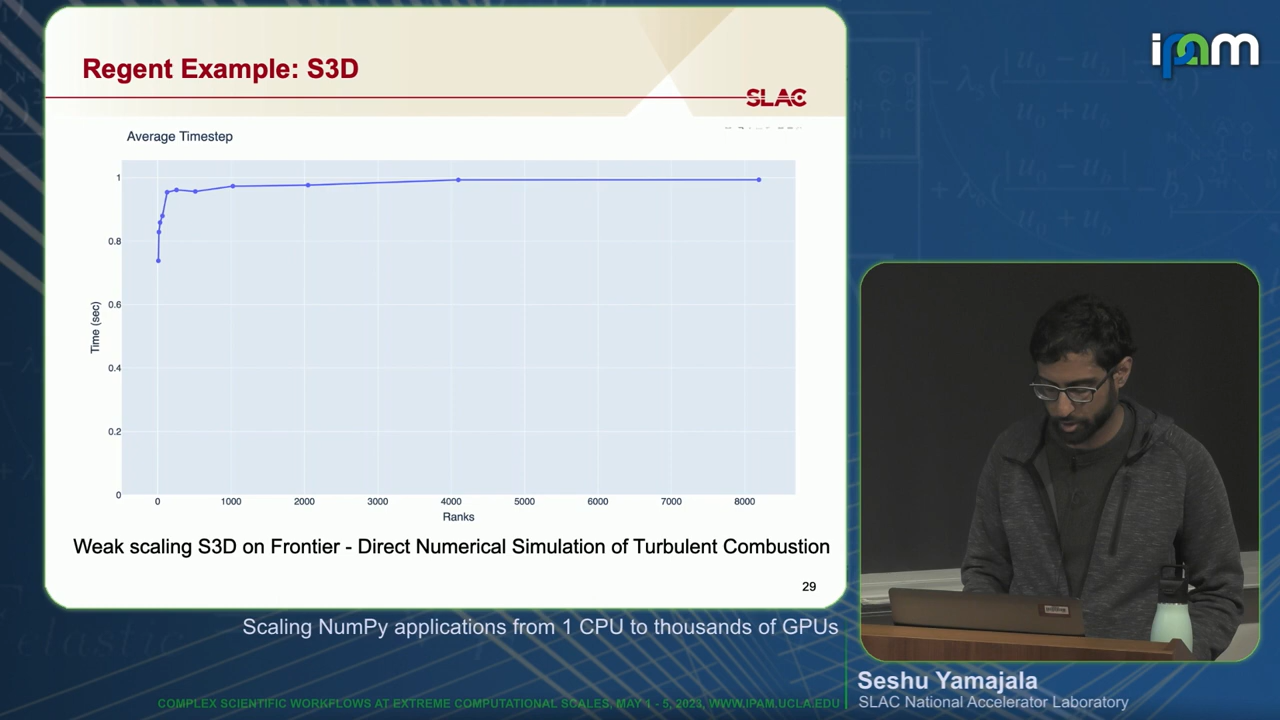 Regent Example: S3D
SLAC
Average Timestep
1
0.8
0.6
0.4
0.2
0
Time (sec)
0 1000 2000 3000 4000 5000 6000 7000 8000
Ranks
Weak scaling S3D on Frontier - Direct Numerical Simulation of Turbulent Combustion
29
ipam
Scaling NumPy applications from 1 CPU to thousands of GPUs
Seshu Yamajala
SLAC National Accelerator Laboratory
COMPLEX SCIENTIFIC WORKFLOWS AT EXTREME COMPUTATIONAL SCALES, MAY 1 - 5, 2023, WWW.IPAM.UCLA.EDU